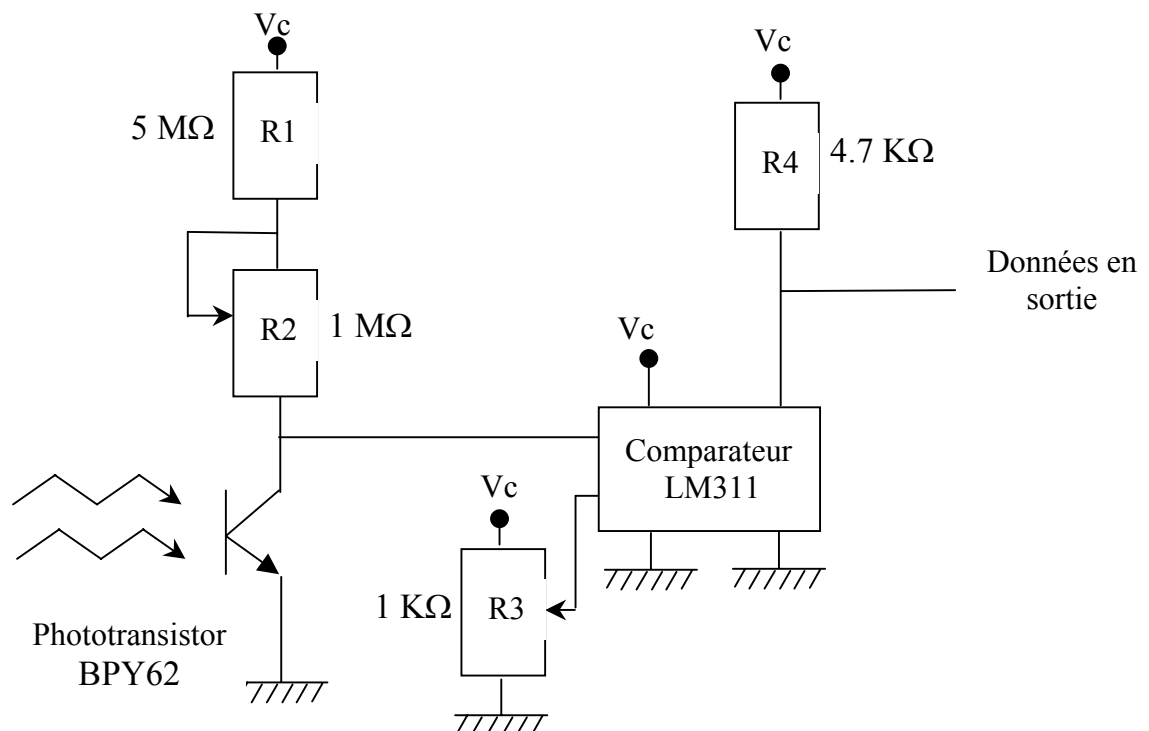 Vc
5 MΩ
R1
R2
1 MΩ
Vc
R4
4.7 KΩ
Données en
sortie
Vc
Comparateur
LM311
Vc
1 KΩ
R3
Phototransistor
BPY62